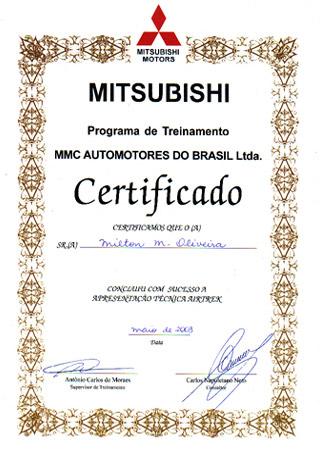 MITSUBISHI
MOTORS
MITSUBISHI
Programa de Treinamento
MMC AUTOMOTORES DO BRASIL Ltda.
Certificado
CERTIFICAMOS QUE O (A)
SR.(A) Milton M. Oliveira
CONCLUIU COM SUCESSO A
APRESENTAÇÃO TÉCNICA AIRTREK
maio de 2003
Data
Antônio Carlos de Moraes
Supervisor de Treinamento
Carlos Napoletano Neto
Consultor